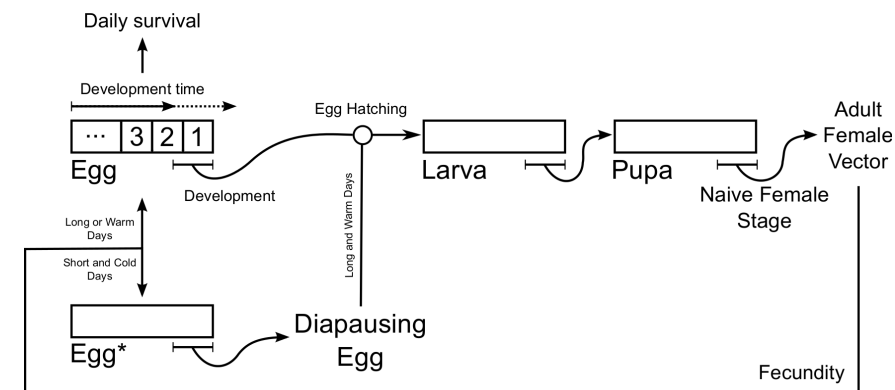 Daily survival
Development time
... 3 2 1
Egg
Development
Egg Hatching
Larva
Pupa
Adult
Female
Vector
Naive Female
Stage
Long or Warm
Days
Short and Cold
Days
Long and Warm Days
Egg*
Diapausing
Egg
Fecundity